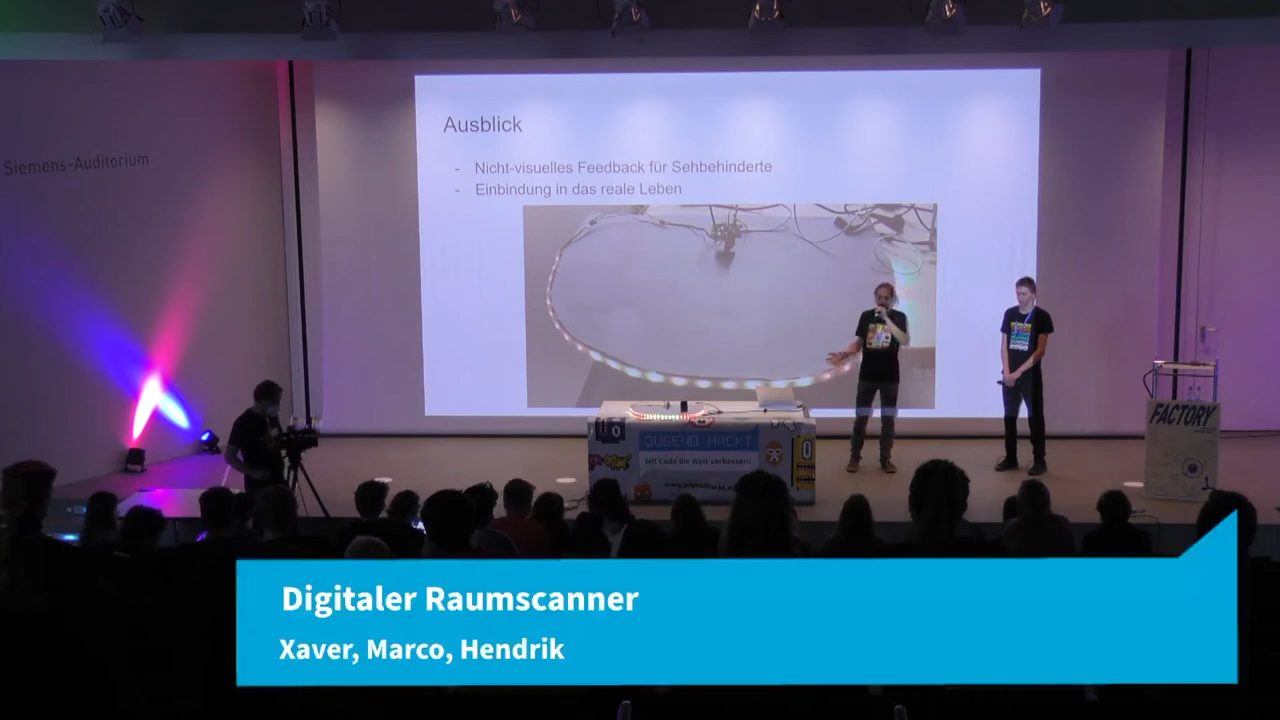 Siemens-Auditorium
Ausblick
- Nicht-visuelles Feedback für Sehbehinderte
- Einbindung in das reale Leben
JUGEND HACKT
Mit Code die Welt verbessern
FACTORY
Digitaler Raumscanner
Xaver, Marco, Hendrik